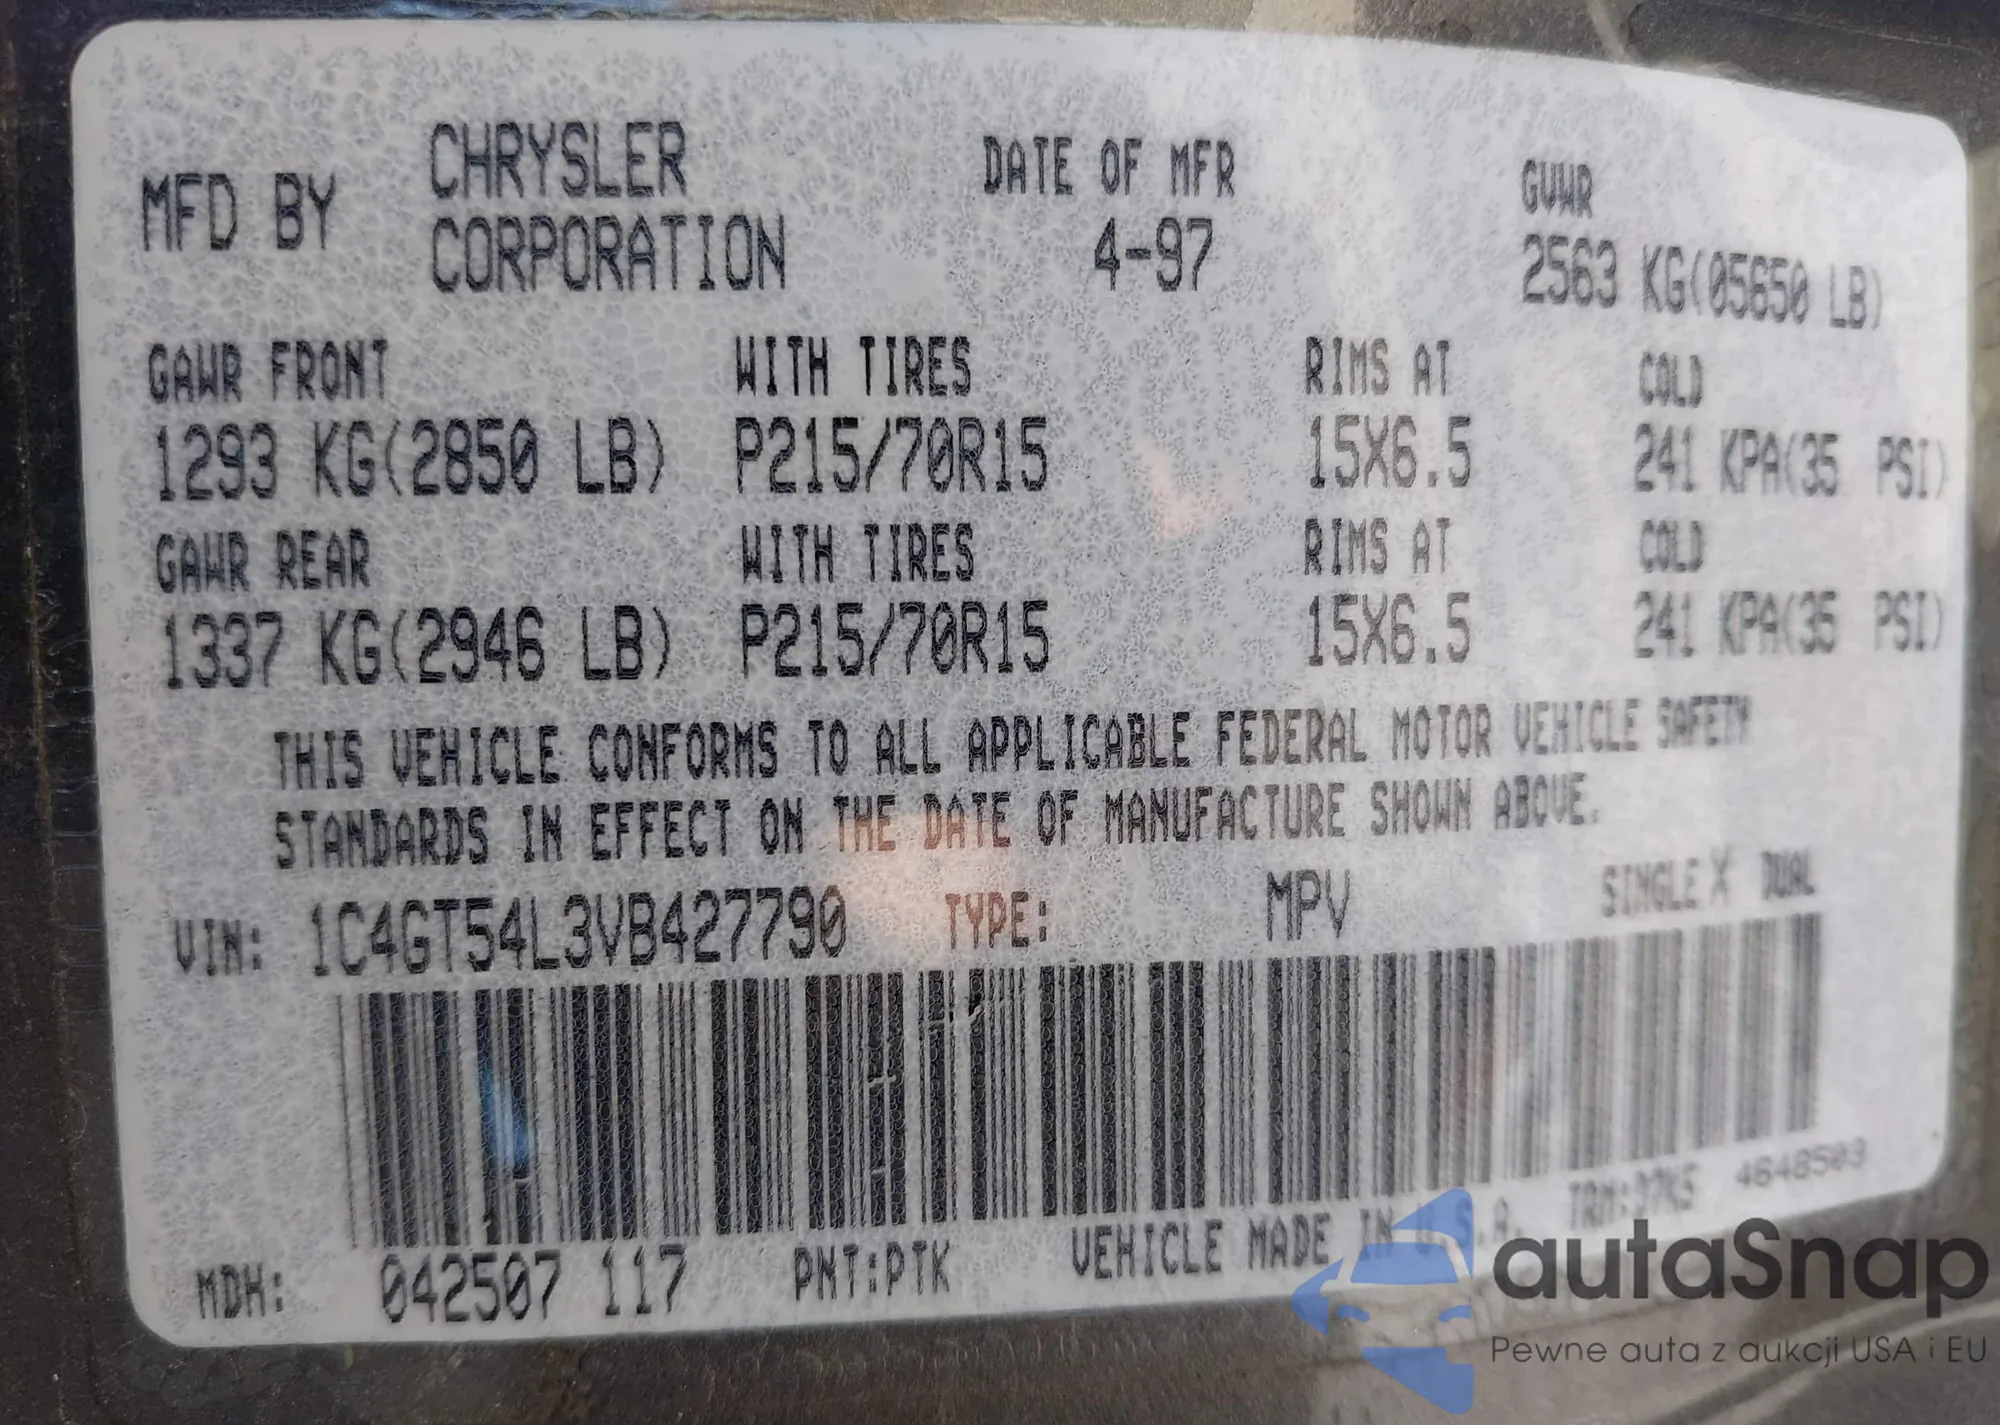 MFD BY CHRYSLER CORPORATION
DATE OF MFR
4-97
GVWR
2563 KG(05650 LB)
GAWR FRONT WITH TIRES RIMS AT COLD
1293 KG(2850 LB) P215/70R15 15X6.5 241 KPA(35 PSI)
GAWR REAR WITH TIRES RIMS AT COLD
1337 KG(2946 LB) P215/70R15 15X6.5 241 KPA(35 PSI)
THIS VEHICLE CONFORMS TO ALL APPLICABLE FEDERAL MOTOR VEHICLE SAFETY
STANDARDS IN EFFECT ON THE DATE OF MANUFACTURE SHOWN ABOVE.
VIN: 1C4GT54L3VB427790 TYPE: MPV SINGLE X DUAL
MDH: 042507 117 PNT:PTK VEHICLE MADE IN U.S.A. 4648503
autaSnap
Pewne auta z aukcji USA i EU